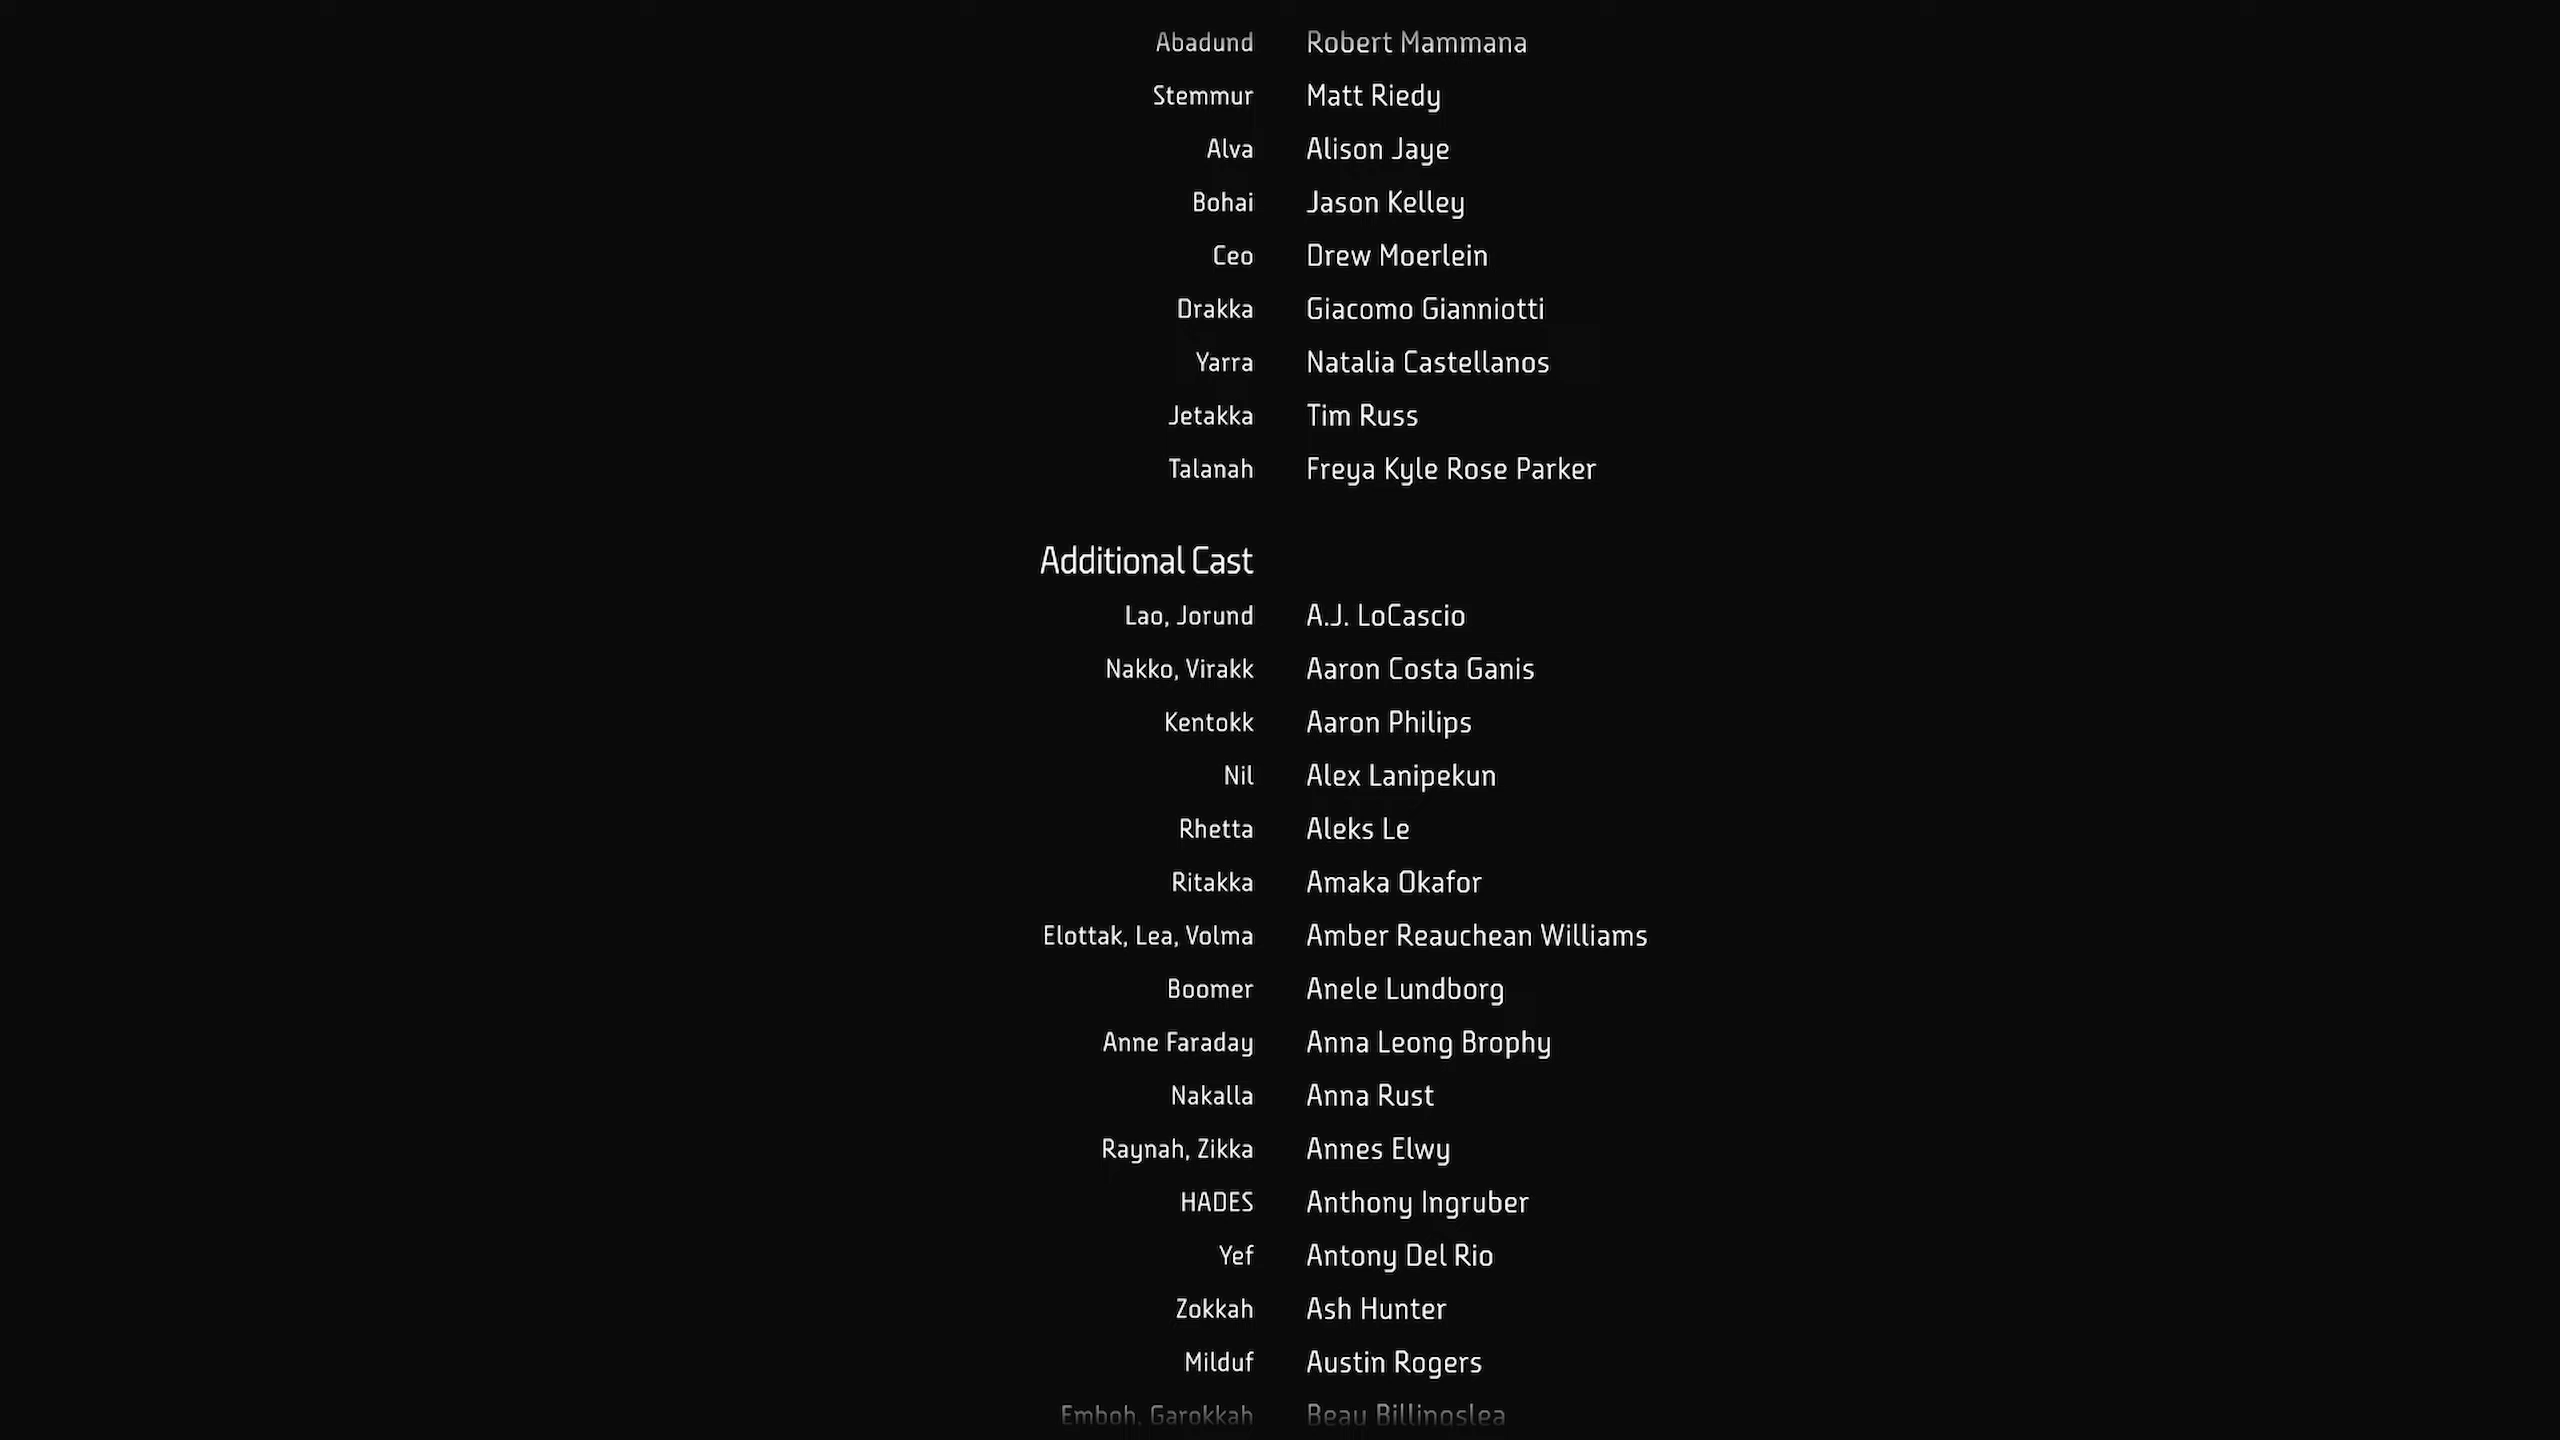 Abadund Robert Mammana
Stemmur Matt Riedy
Alva Alison Jaye
Bohai Jason Kelley
Ceo Drew Moerlein
Drakka Giacomo Gianniotti
Yarra Natalia Castellanos
Jetakka Tim Russ
Talanah Freya Kyle Rose Parker
Additional Cast
Lao, Jorund A.J. LoCascio
Nakko, Virakk Aaron Costa Ganis
Kentokk Aaron Philips
Nil Alex Lanipekun
Rhetta Aleks Le
Ritakka Amaka Okafor
Elottak, Lea, Volma Amber Reauchean Williams
Boomer Anele Lundborg
Anne Faraday Anna Leong Brophy
Nakalla Anna Rust
Raynah, Zikka Annes Elwy
HADES Anthony Ingruber
Yef Antony Del Rio
Zokkah Ash Hunter
Milduf Austin Rogers
Emboh, Garokkah Beau Billingslea